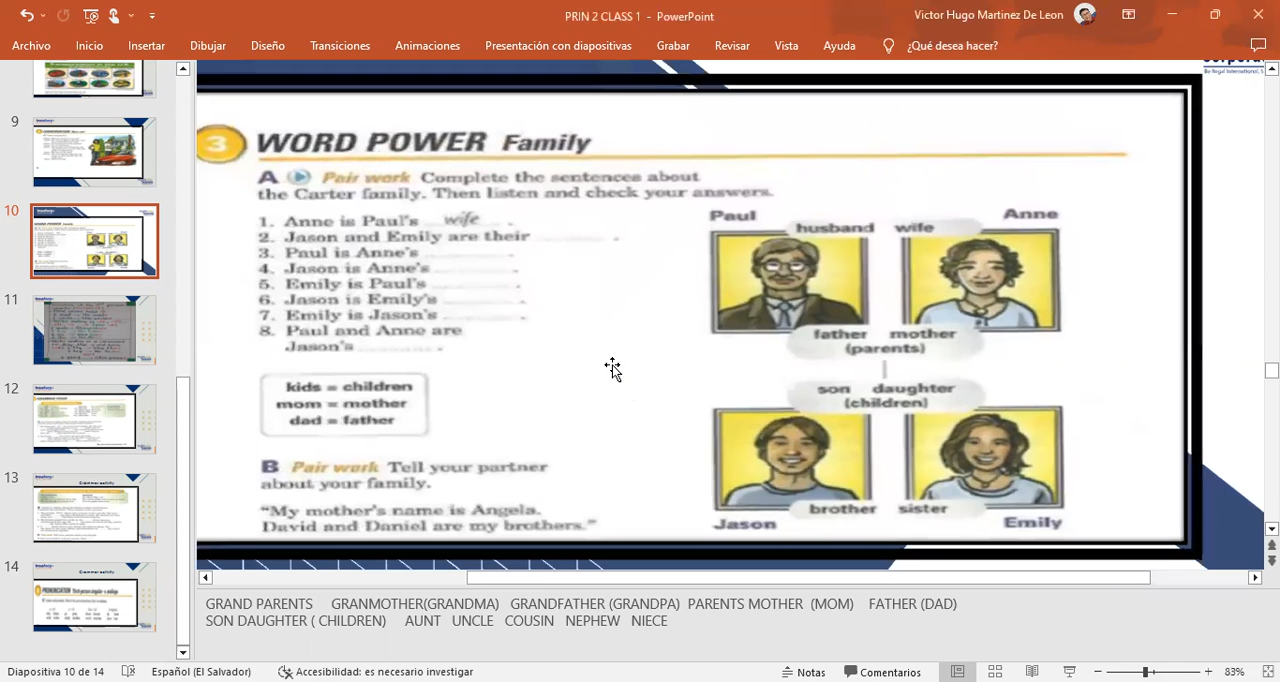 PRIN 2 CLASS 1 - PowerPoint
Victor Hugo Martinez De Leon
Archivo Inicio Insertar Dibujar Diseño Transiciones Animaciones Presentación con diapositivas Grabar Revisar Vista Ayuda ¿Qué desea hacer?
9
10
11
12
13
14
3 WORD POWER Family
A Pair work Complete the sentences about
the Carter family. Then listen and check your answers.
1. Anne is Paul's wife .
2. Jason and Emily are their .
3. Paul is Anne's .
4. Jason is Anne's .
5. Emily is Paul's .
6. Jason is Emily's .
7. Emily is Jason's .
8. Paul and Anne are
Jason's .
kids = children
mom = mother
dad = father
B Pair work Tell your partner
about your family.
"My mother's name is Angela.
David and Daniel are my brothers."
Paul Anne
husband wife
father mother
(parents)
son daughter
(children)
brother sister
Jason Emily
GRAND PARENTS GRANMOTHER(GRANDMA) GRANDFATHER (GRANDPA) PARENTS MOTHER (MOM) FATHER (DAD)
SON DAUGHTER ( CHILDREN) AUNT UNCLE COUSIN NEPHEW NIECE
Diapositiva 10 de 14 Español (El Salvador) Accesibilidad: es necesario investigar Notas Comentarios 83%